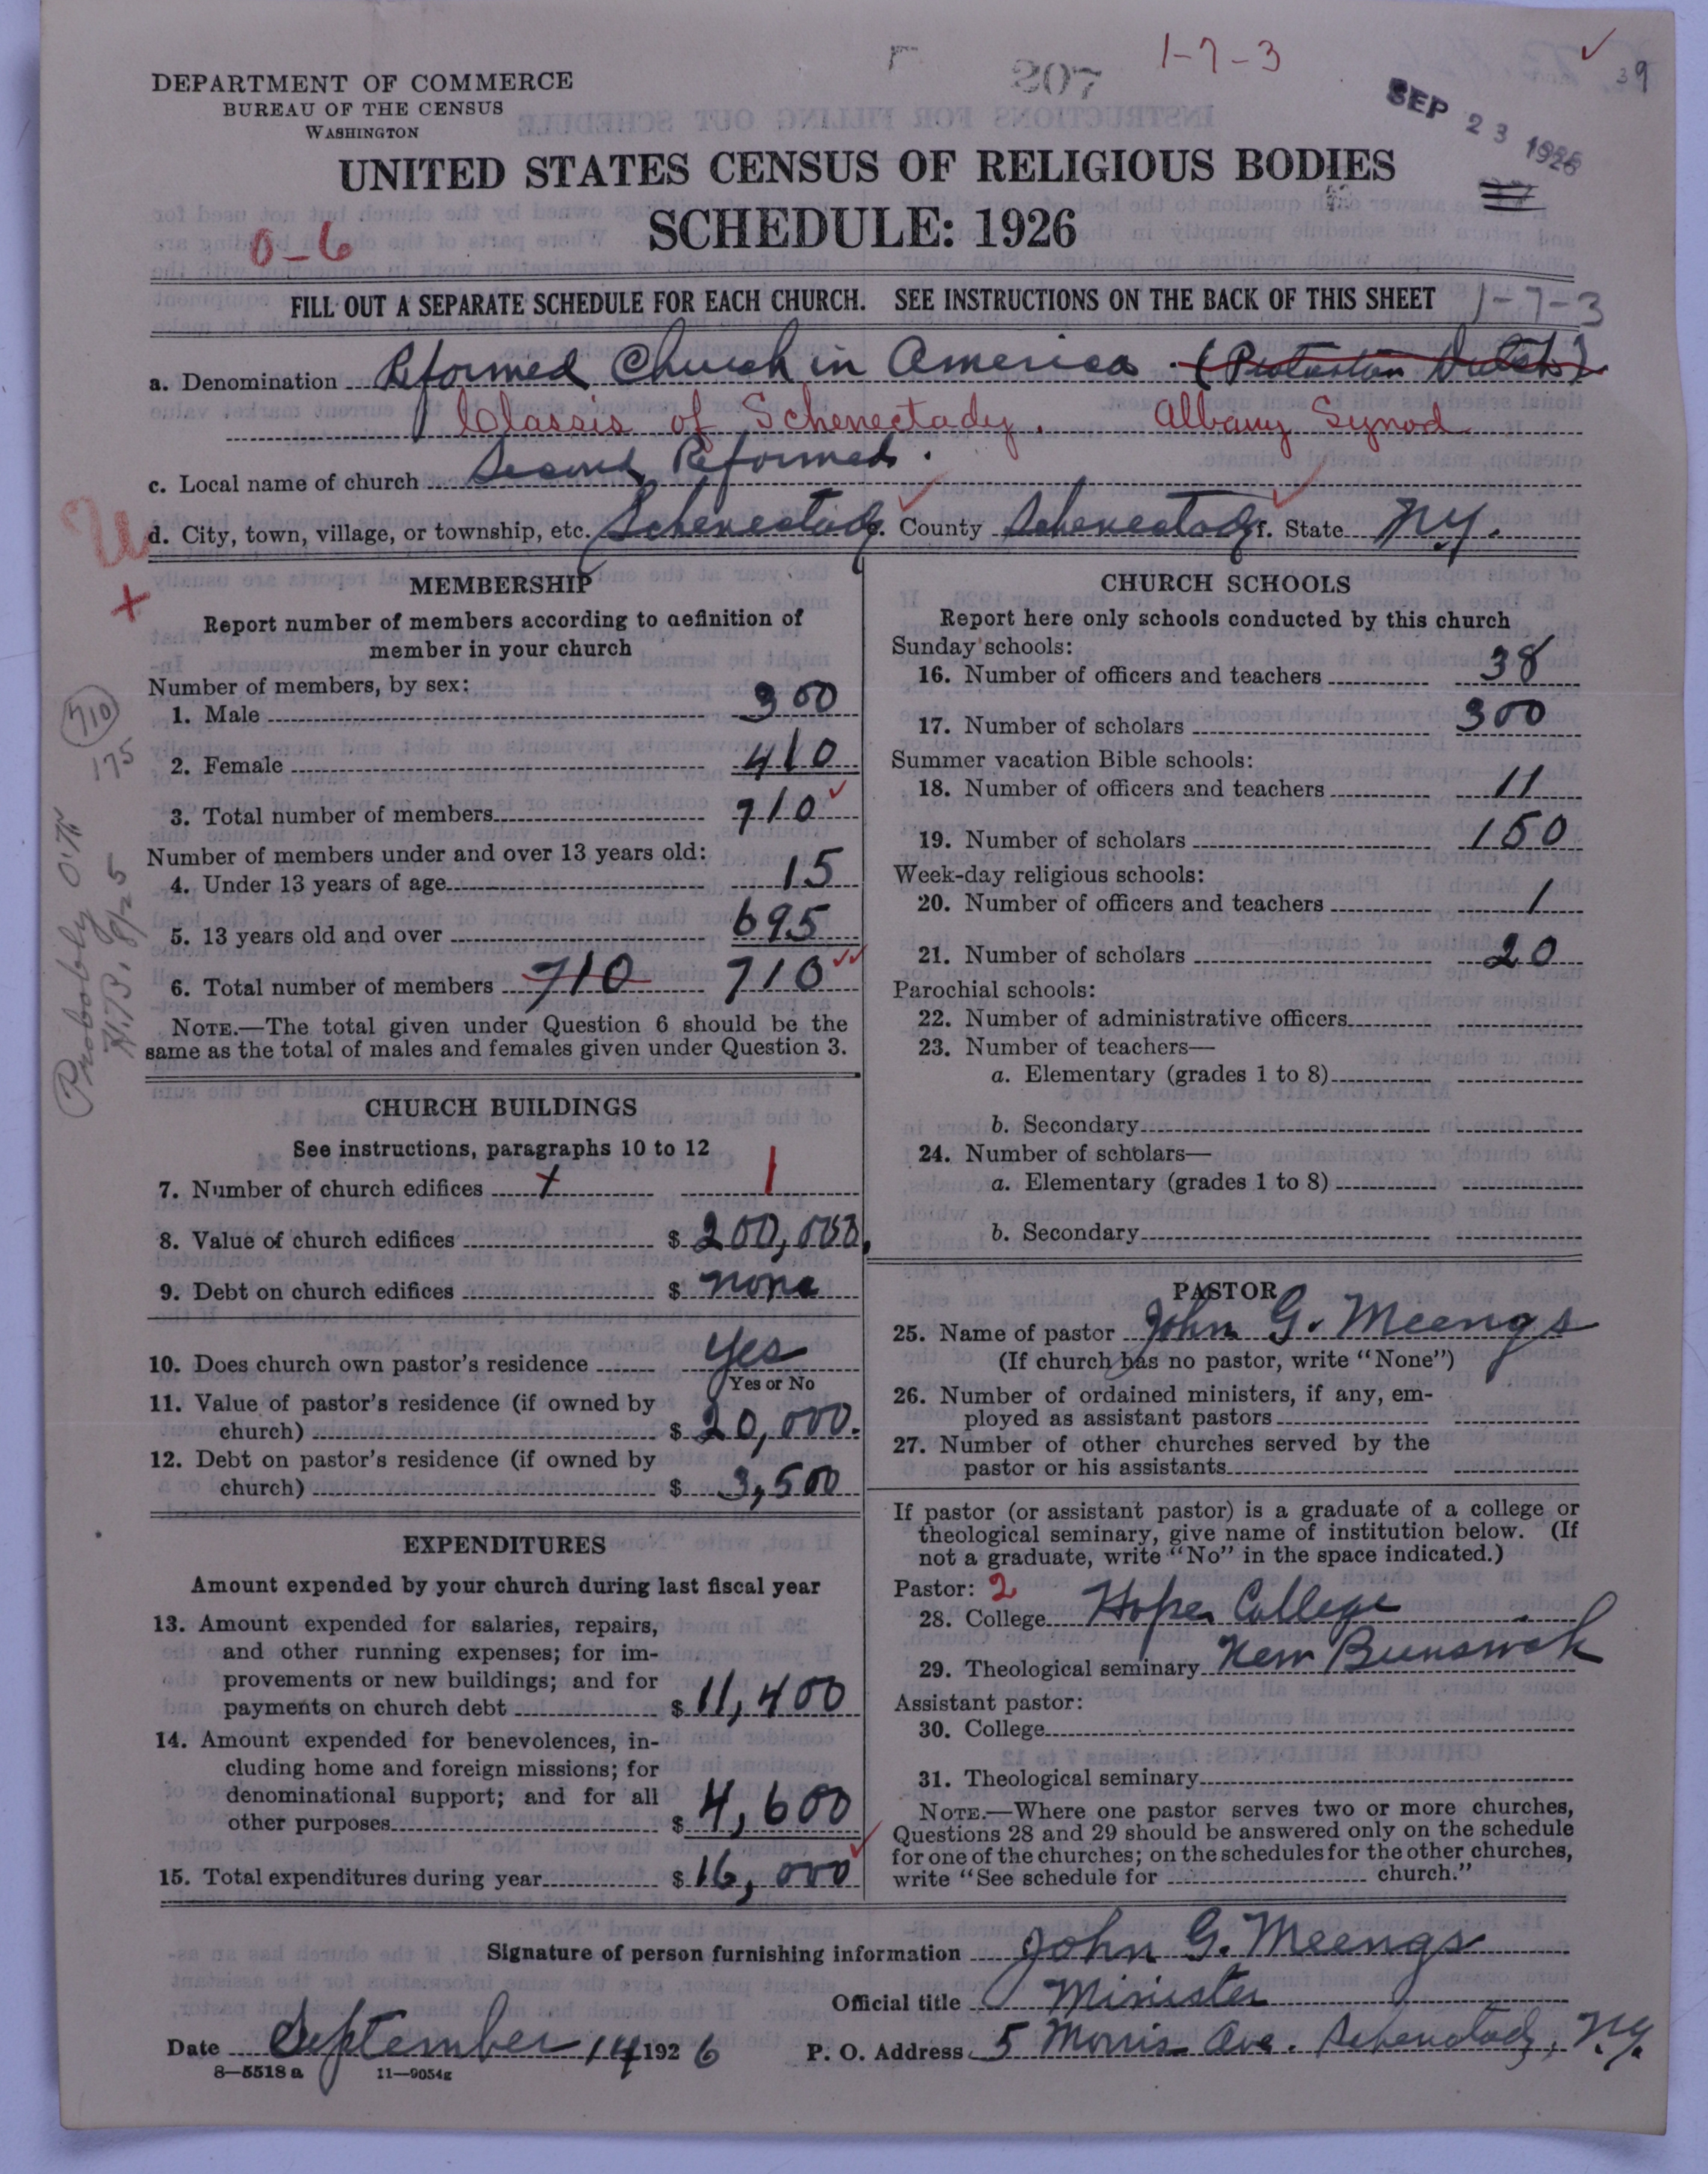 207
1-7-3
39
SEP 23 1926
DEPARTMENT OF COMMERCE
BUREAU OF THE CENSUS
WASHINGTON
UNITED STATES CENSUS OF RELIGIOUS BODIES
SCHEDULE: 1926
0-6
FILL OUT A SEPARATE SCHEDULE FOR EACH CHURCH. SEE INSTRUCTIONS ON THE BACK OF THIS SHEET 1-7-3
a. Denomination Reformed Church in America (Protestan Dutch)
Classis of Schenectady. Albany Synod
c. Local name of church Second Reformed.
d. City, town, village, or township, etc. Schenectady e. County Schenectady f. State N.Y.
U
MEMBERSHIP
Report number of members according to definition of
member in your church
Number of members, by sex:
1. Male 300
2. Female 410
3. Total number of members 710
Number of members under and over 13 years old:
4. Under 13 years of age 15
5. 13 years old and over 695
6. Total number of members 710 710
NOTE.—The total given under Question 6 should be the
same as the total of males and females given under Question 3.
710
175
Probably O.K.
8/25
CHURCH BUILDINGS
See instructions, paragraphs 10 to 12
7. Number of church edifices 1
8. Value of church edifices $ 200,000.
9. Debt on church edifices $ none
10. Does church own pastor's residence Yes
Yes or No
11. Value of pastor's residence (if owned by
church) $ 20,000.
12. Debt on pastor's residence (if owned by
church) $ 3,500
EXPENDITURES
Amount expended by your church during last fiscal year
13. Amount expended for salaries, repairs,
and other running expenses; for im-
provements or new buildings; and for
payments on church debt $ 11,400
14. Amount expended for benevolences, in-
cluding home and foreign missions; for
denominational support; and for all
other purposes $ 4,600
15. Total expenditures during year $ 16,000
CHURCH SCHOOLS
Report here only schools conducted by this church
Sunday schools:
16. Number of officers and teachers 38
17. Number of scholars 300
Summer vacation Bible schools:
18. Number of officers and teachers 11
19. Number of scholars 150
Week-day religious schools:
20. Number of officers and teachers 1
21. Number of scholars 20
Parochial schools:
22. Number of administrative officers
23. Number of teachers—
a. Elementary (grades 1 to 8)
b. Secondary
24. Number of scholars—
a. Elementary (grades 1 to 8)
b. Secondary
PASTOR
25. Name of pastor John G. Meengs
(If church has no pastor, write "None")
26. Number of ordained ministers, if any, em-
ployed as assistant pastors
27. Number of other churches served by the
pastor or his assistants
If pastor (or assistant pastor) is a graduate of a college or
theological seminary, give name of institution below. (If
not a graduate, write "No" in the space indicated.)
Pastor: 2
28. College Hope College
29. Theological seminary New Brunswick
Assistant pastor:
30. College
31. Theological seminary
NOTE.—Where one pastor serves two or more churches,
Questions 28 and 29 should be answered only on the schedule
for one of the churches; on the schedules for the other churches,
write "See schedule for church."
Signature of person furnishing information John G. Meengs
Official title Minister
Date September 14 1926 P. O. Address 5 Morris Ave. Schenectady, N.Y.
8—5518 a 11—9054g